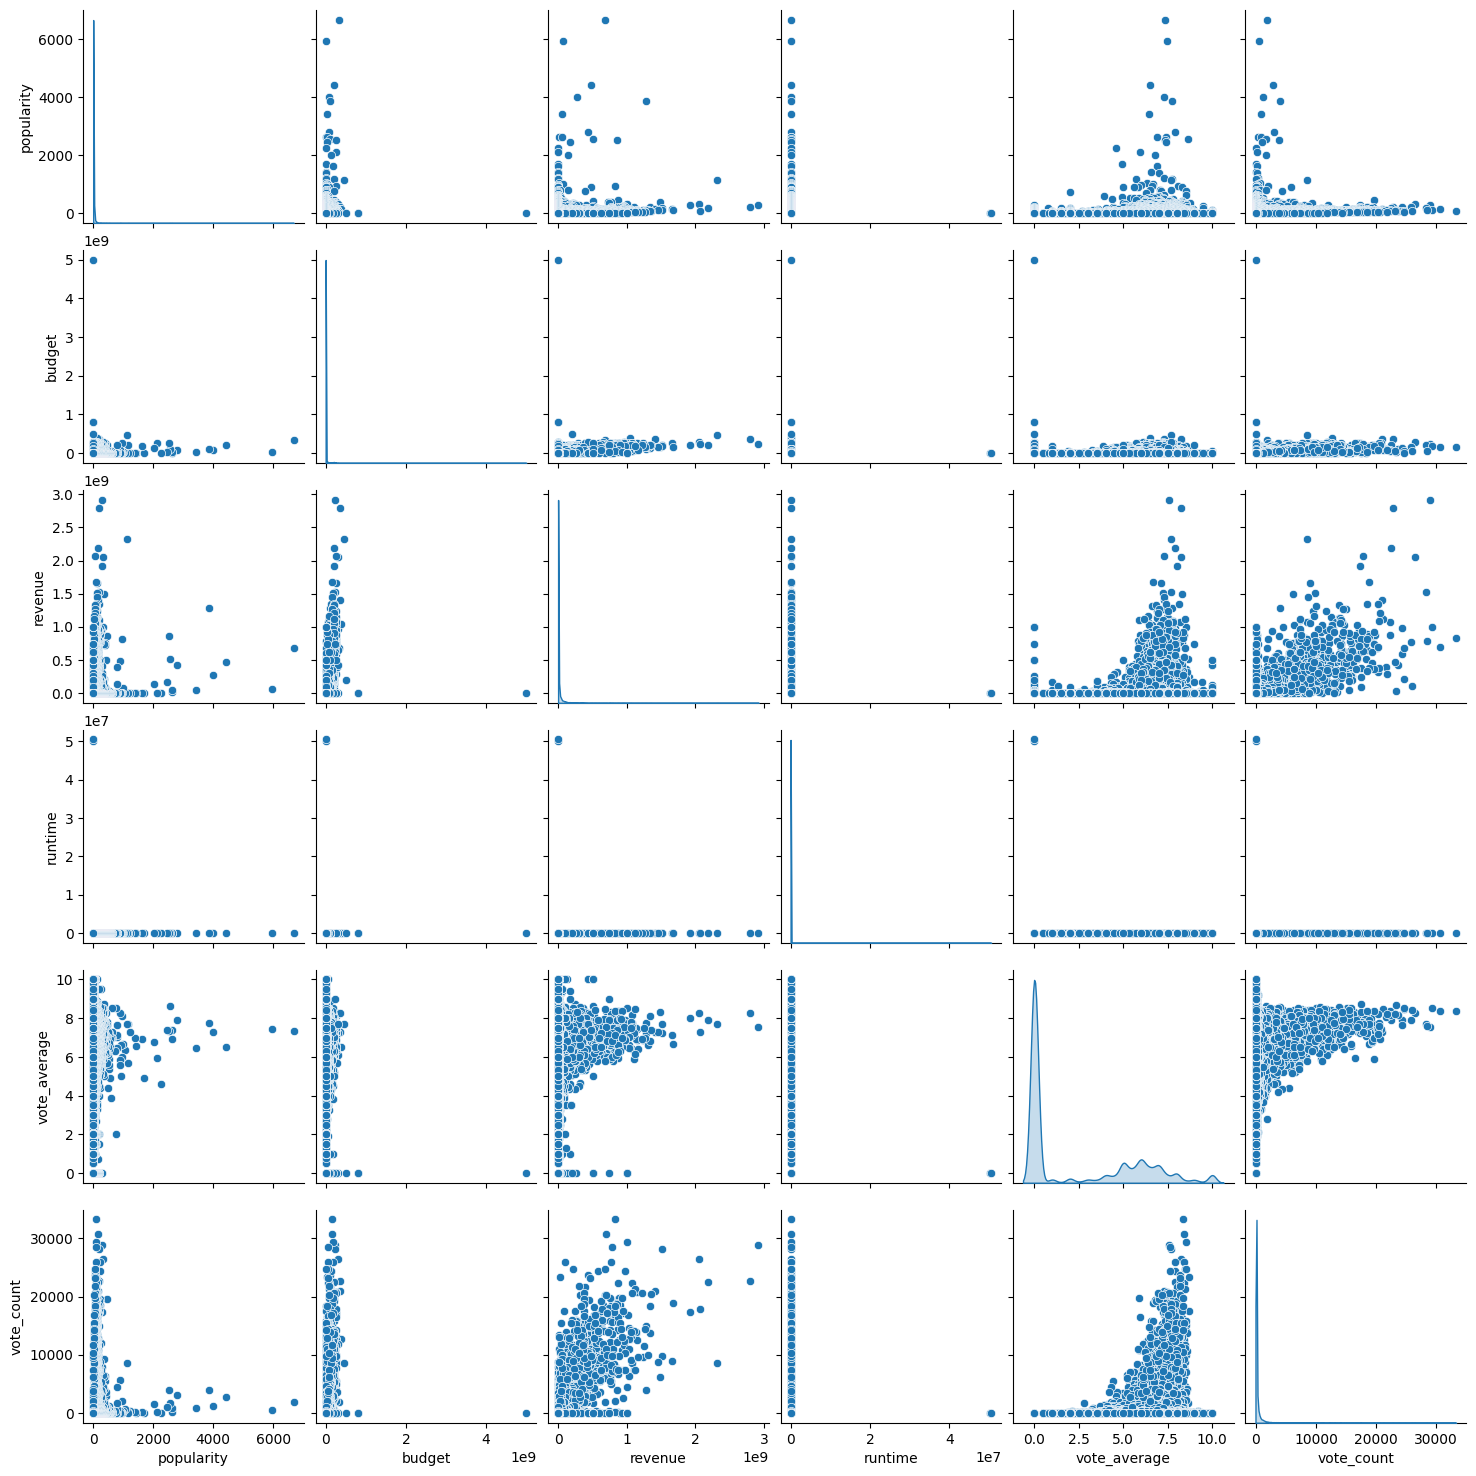 6000
4000
2000
0
popularity
1e9
5
4
3
2
1
0
budget
1e9
3.0
2.5
2.0
1.5
1.0
0.5
0.0
revenue
1e7
5
4
3
2
1
0
runtime
10
8
6
4
2
0
vote_average
30000
20000
10000
0
vote_count
0 2000 4000 6000
0 2 4
0 1 2 3
0 2 4
0.0 2.5 5.0 7.5 10.0
0 10000 20000 30000
popularity
budget 1e9
revenue 1e9
runtime 1e7
vote_average
vote_count